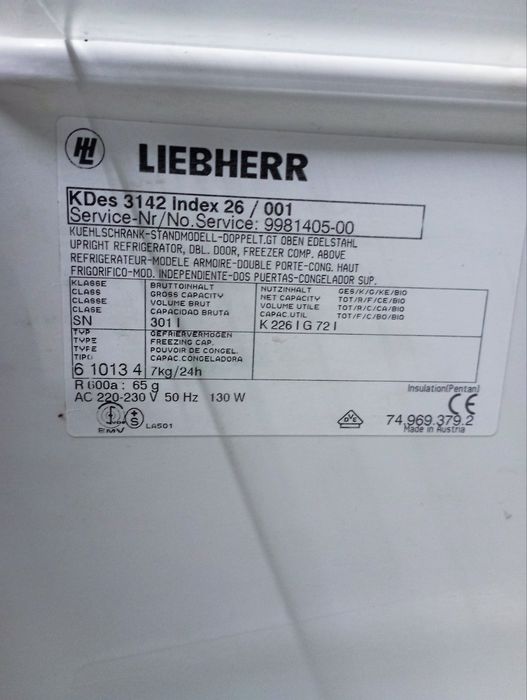 LIEBHERR
KDes 3142 Index 26 / 001
Service-Nr/No.Service: 9981405-00
KUEHLSCHRANK-STANDMODELL-DOPPELT.GT OBEN EDELSTAHL
UPRIGHT REFRIGERATOR, DBL. DOOR, FREEZER COMP. ABOVE
REFRIGERATEUR-MODELE ARMOIRE-DOUBLE PORTE-CONG. HAUT
FRIGORIFICO-MOD. INDEPENDIENTE-DOS PUERTAS-CONGELADOR SUP.
KLASSE BRUTTOINHALT NUTZINHALT GES/K/G/KE/BIO
CLASS GROSS CAPACITY NET CAPACITY TOT/R/F/CE/BIO
CLASSE VOLUME BRUT VOLUME UTILE TOT/R/C/CA/BIO
CLASE CAPACIDAD BRUTA CAPAC.UTIL TOT/F/C/BO/BIO
SN 301 l K 226 l G 72 l
TYP GEFRIERVERMOGEN
TYPE FREEZING CAP.
TYPE POUVOIR DE CONGEL.
TIPO CAPAC.CONGELADORA
6 1013 4 7kg/24h
R 600a: 65 g Insulation(Pentan)
AC 220-230 V 50 Hz 130 W CE
EMV S LA501 DVE 74.969.379.2
Made in Austria